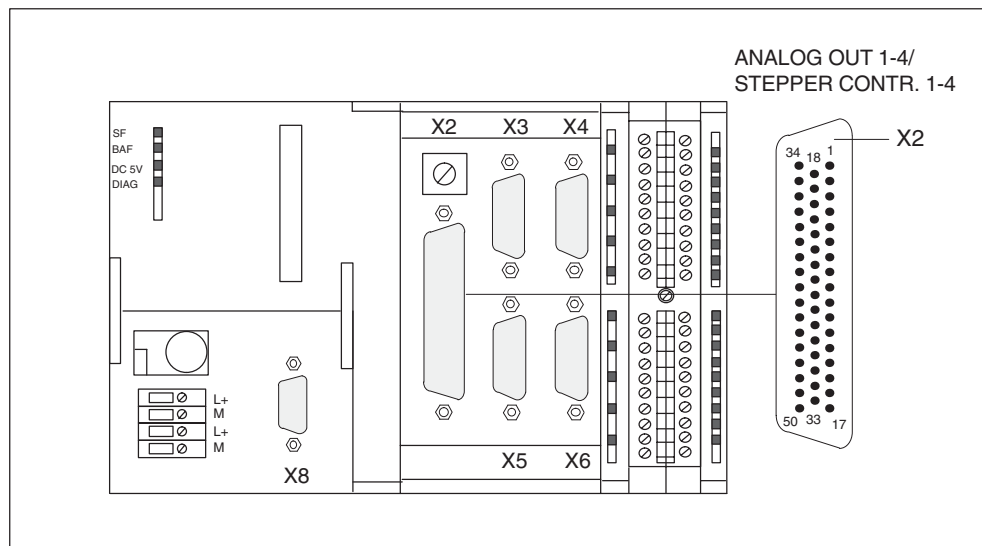 ANALOG OUT 1-4/
STEPPER CONTR. 1-4
X2
X3
X4
SF
BAF
DC 5V
DIAG
X2
34
18
1
50
33
17
L+
M
L+
M
X8
X5
X6